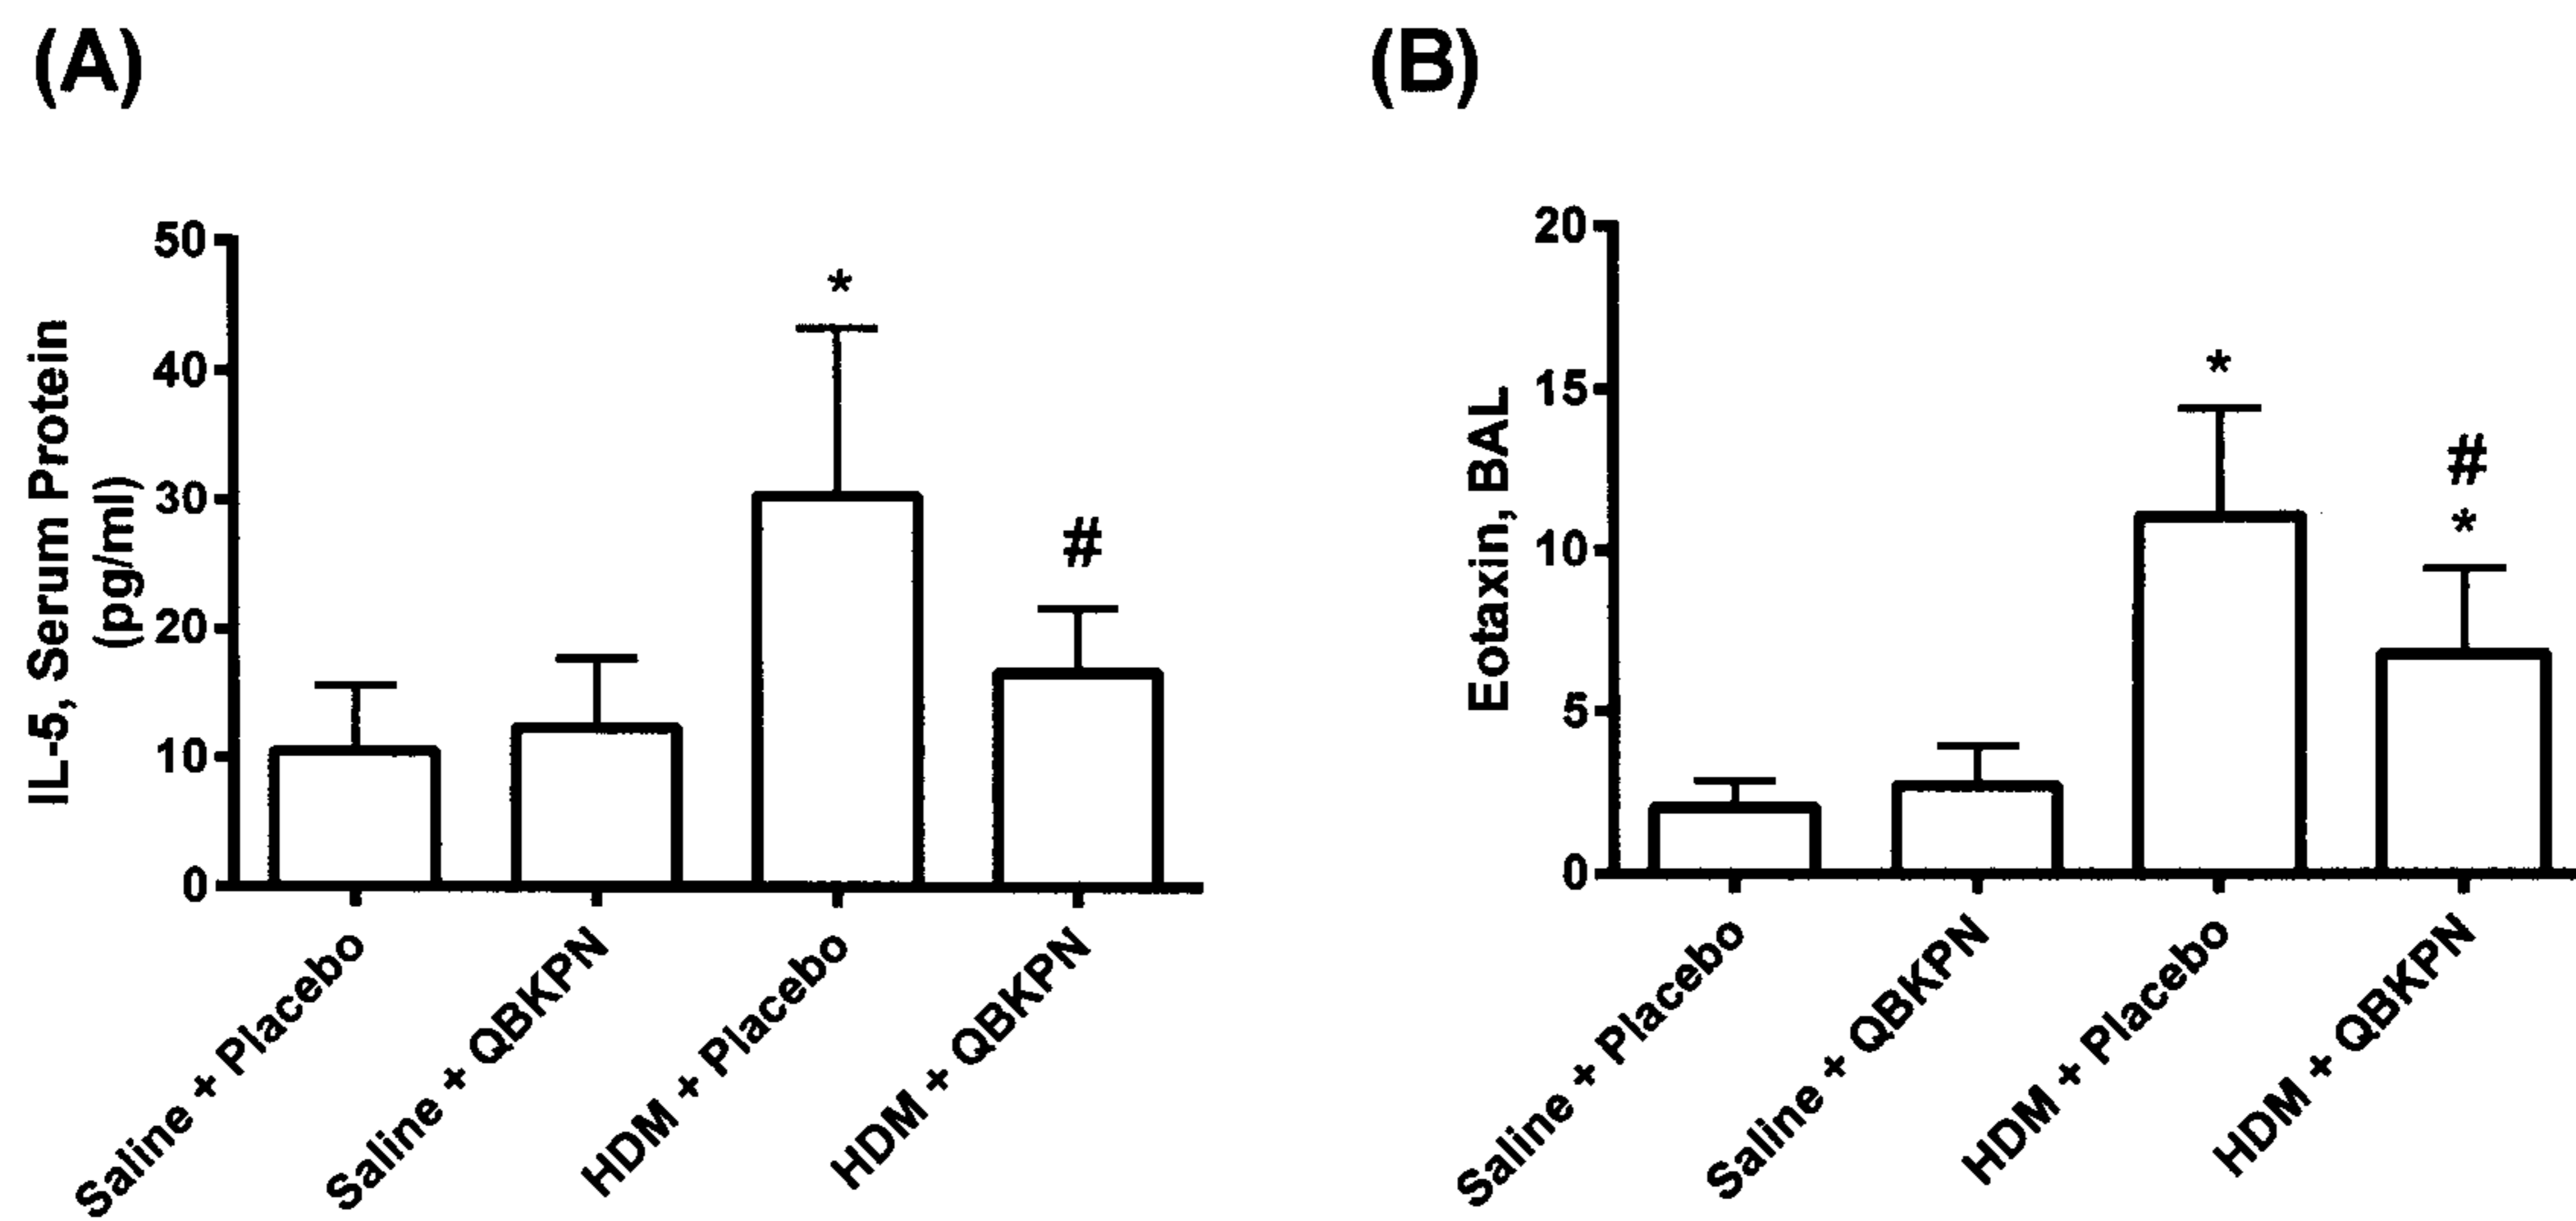 (A)
IL-5, Serum Protein
(pg/ml)
50
40
30
20
10
0
*
#
Saline + Placebo
Saline + QBKPN
HDM + Placebo
HDM + QBKPN
(B)
Eotaxin, BAL
20
15
10
5
0
*
#
*
Saline + Placebo
Saline + QBKPN
HDM + Placebo
HDM + QBKPN